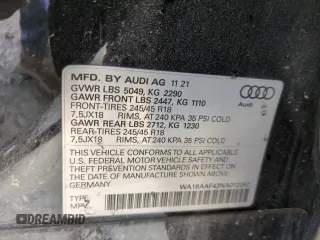 MFD. BY AUDI AG 11 21
GVWR LBS 5049, KG 2290
GAWR FRONT LBS 2447, KG 1110
FRONT-TIRES 245/45 R18
7,5JX18 RIMS, AT 240 KPA 35 PSI COLD
GAWR REAR LBS 2712, KG 1230
REAR-TIRES 245/45 R18
7,5JX18 RIMS, AT 240 KPA 35 PSI COLD
Audi
THIS VEHICLE CONFORMS TO ALL APPLICABLE
U.S. FEDERAL MOTOR VEHICLE SAFETY AND
THEFT PREVENTION STANDARDS IN EFFECT ON
THE DATE OF MANUFACTURE SHOWN ABOVE.
GERMANY
TYPE:
MPV